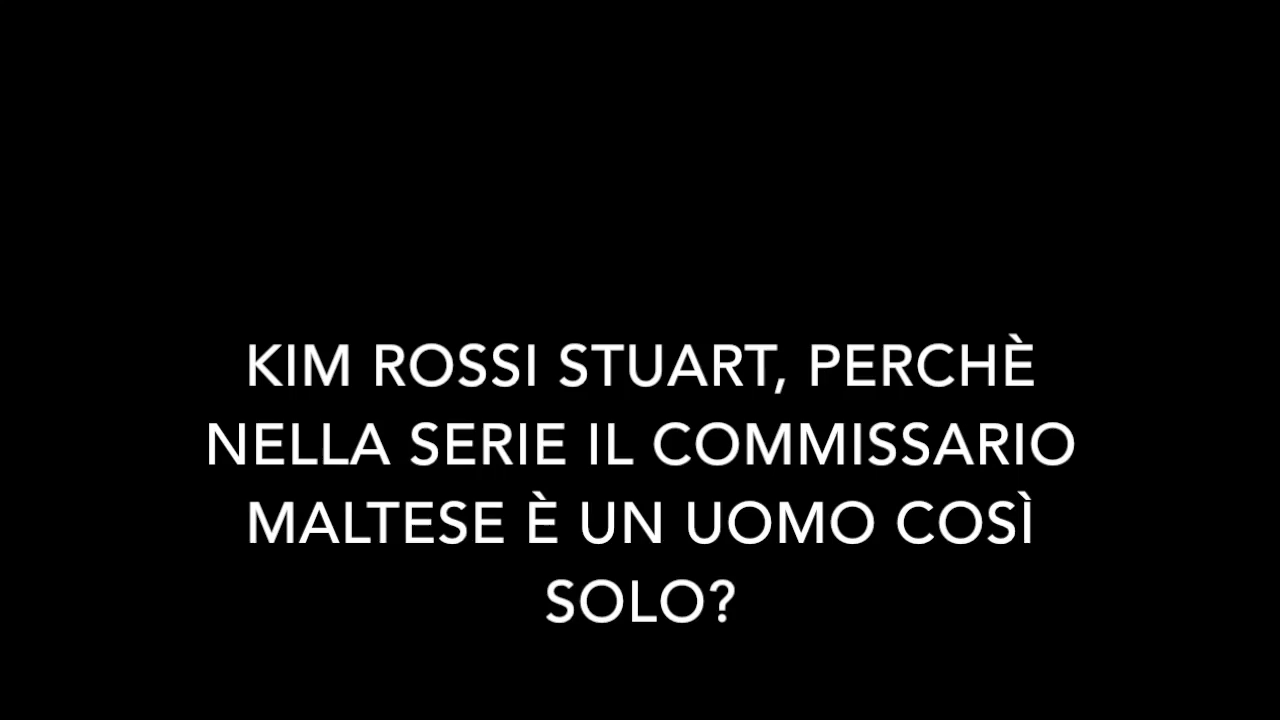 KIM ROSSI STUART, PERCHÈ
NELLA SERIE IL COMMISSARIO
MALTESE È UN UOMO COSÌ
SOLO?